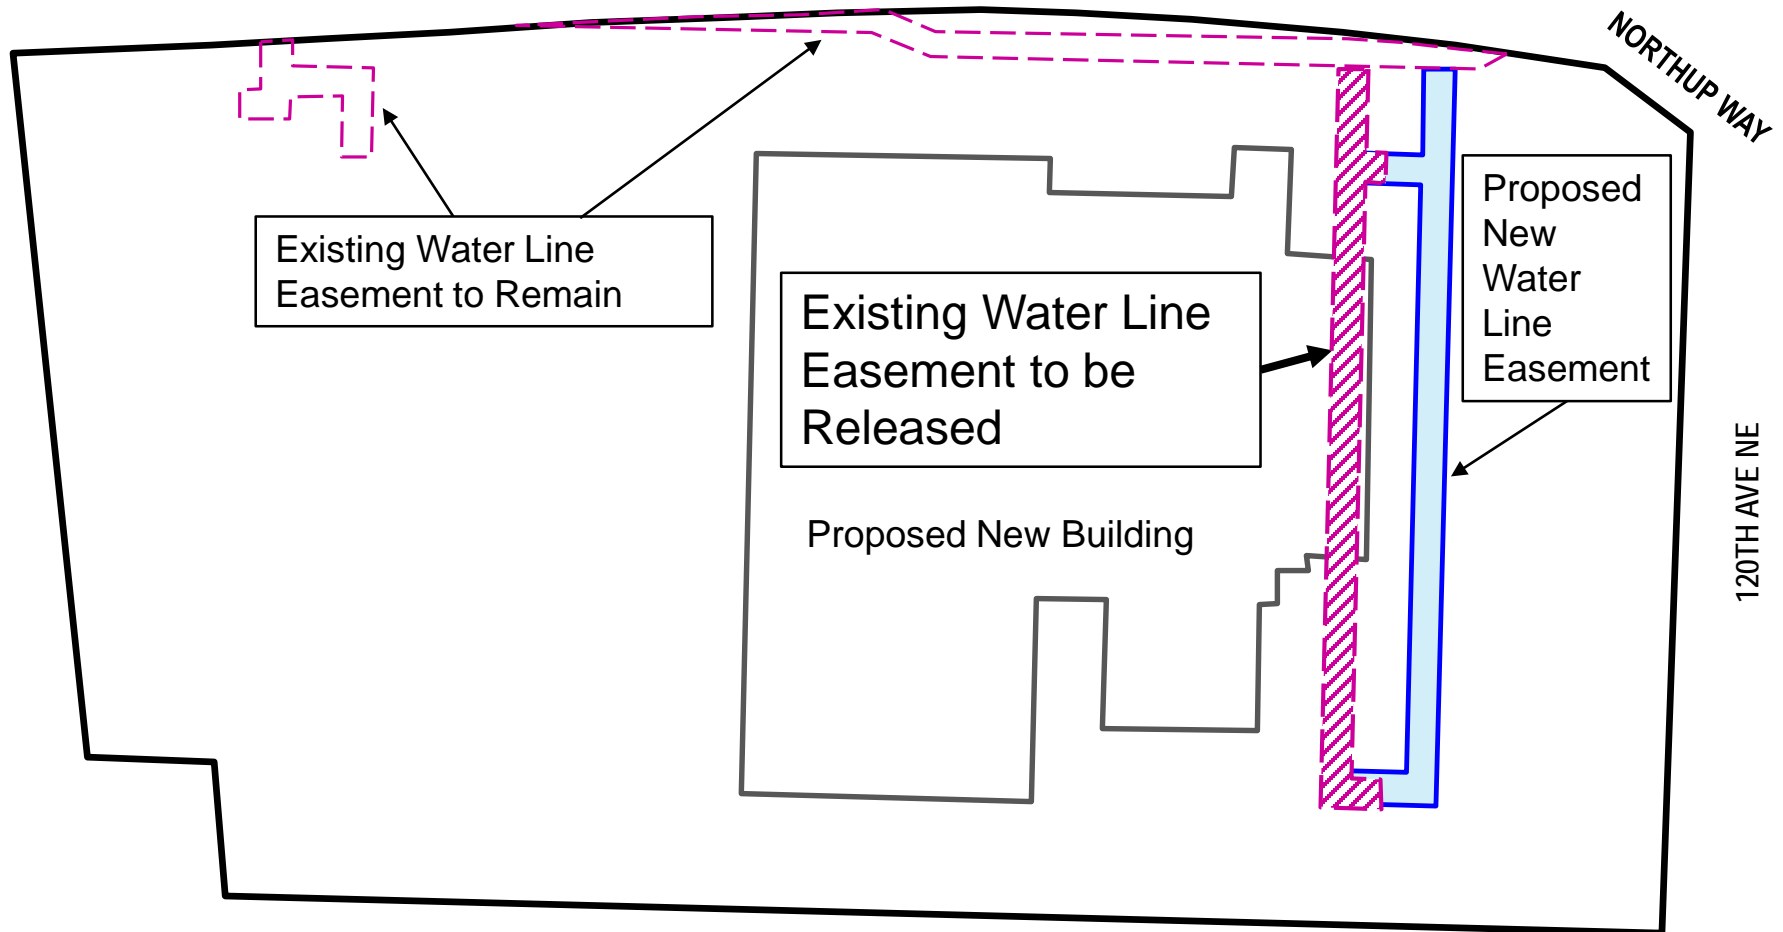 NORTHUP WAY
Existing Water Line
Easement to Remain
Existing Water Line
Easement to be
Released
Proposed
New
Water
Line
Easement
Proposed New Building
120TH AVE NE